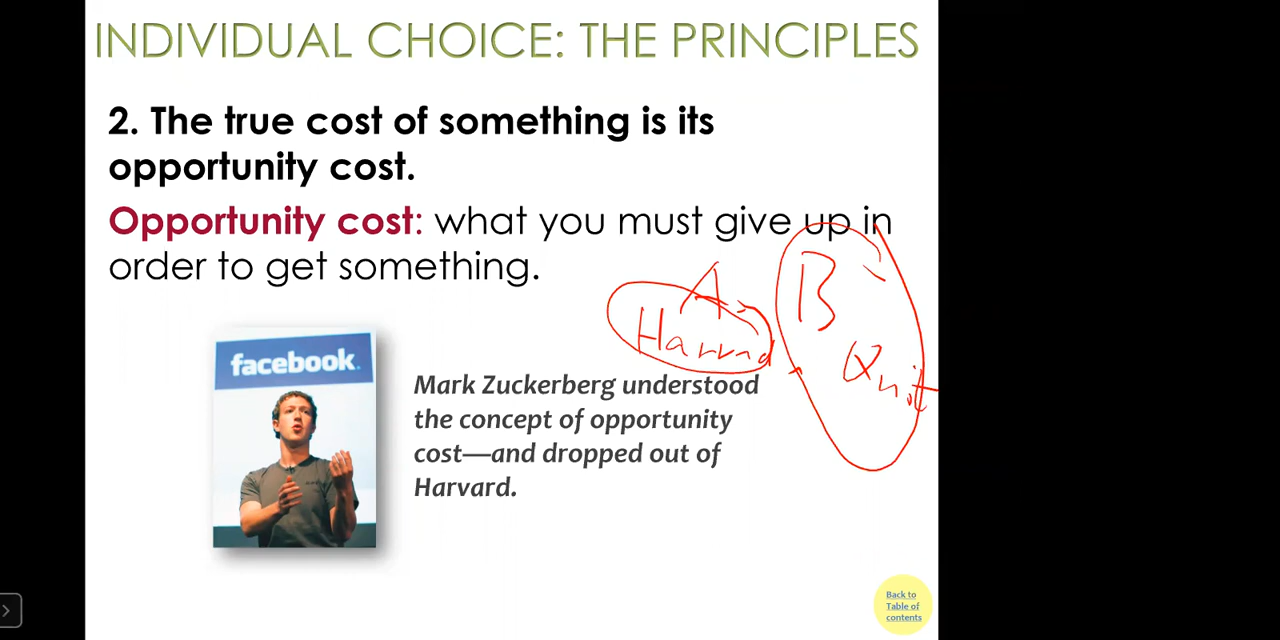 INDIVIDUAL CHOICE: THE PRINCIPLES
2. The true cost of something is its
opportunity cost.
Opportunity cost: what you must give up in
order to get something.
A
B
Harvard
Quit
facebook.
Mark Zuckerberg understood
the concept of opportunity
cost—and dropped out of
Harvard.
Back to
Table of
contents